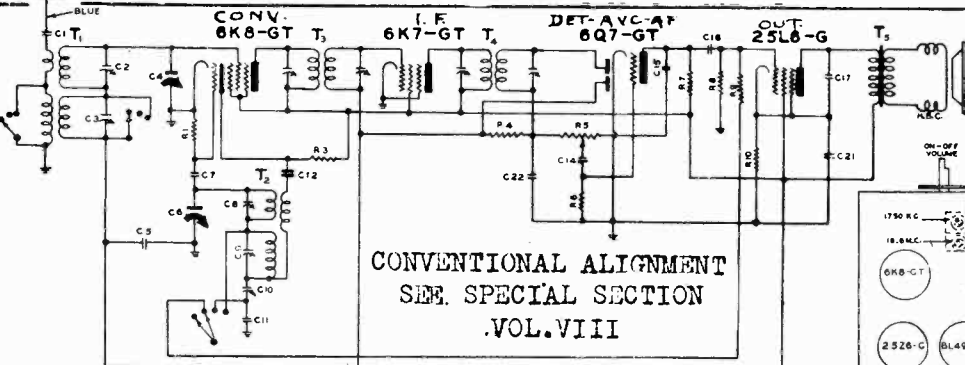 BLUE
C1
T1
CONV.
6K8-GT
T3
I.F.
6K7-GT
T4
DET-AVC-AF
6Q7-GT
OUT.
25L6-G
T5
C2
C4
C3
R1
C7
C6
C5
T2
C8
C9
C10
C11
C12
R3
R4
R5
C14
R6
C22
C15
R7
C16
R8
R9
R10
C17
C21
ON-OFF
VOLUME
1750 KC
18.8 M.C.
6K8-GT
25Z6-G
BL49
CONVENTIONAL ALIGNMENT
SEE. SPECIAL SECTION
.VOL.VIII